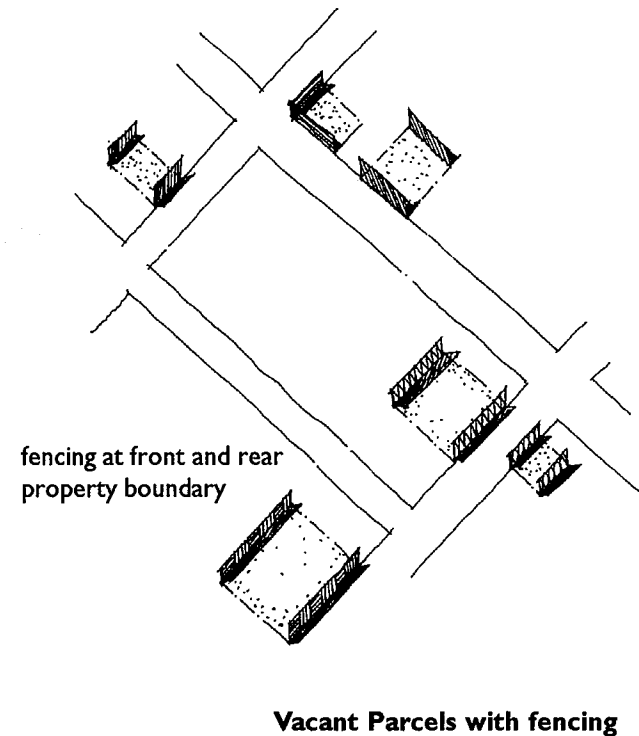 fencing at front and rear
property boundary
Vacant Parcels with fencing